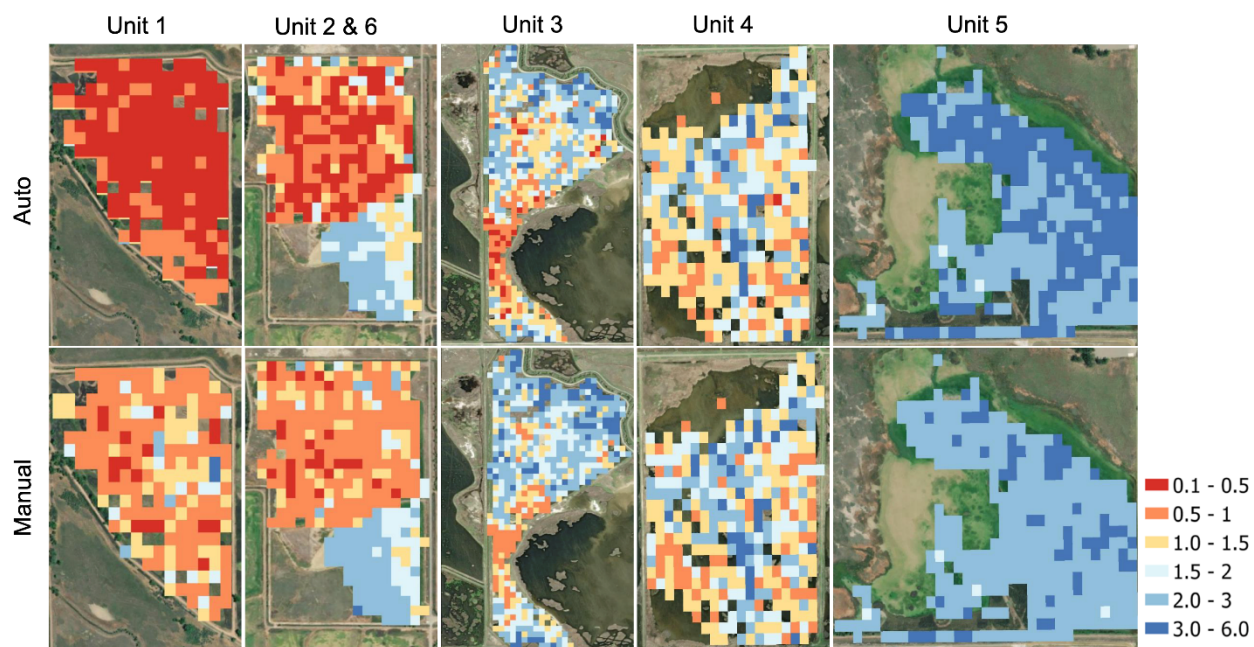 Unit 1
Unit 2 & 6
Unit 3
Unit 4
Unit 5
Auto
Manual
0.1 - 0.5
0.5 - 1
1.0 - 1.5
1.5 - 2
2.0 - 3
3.0 - 6.0